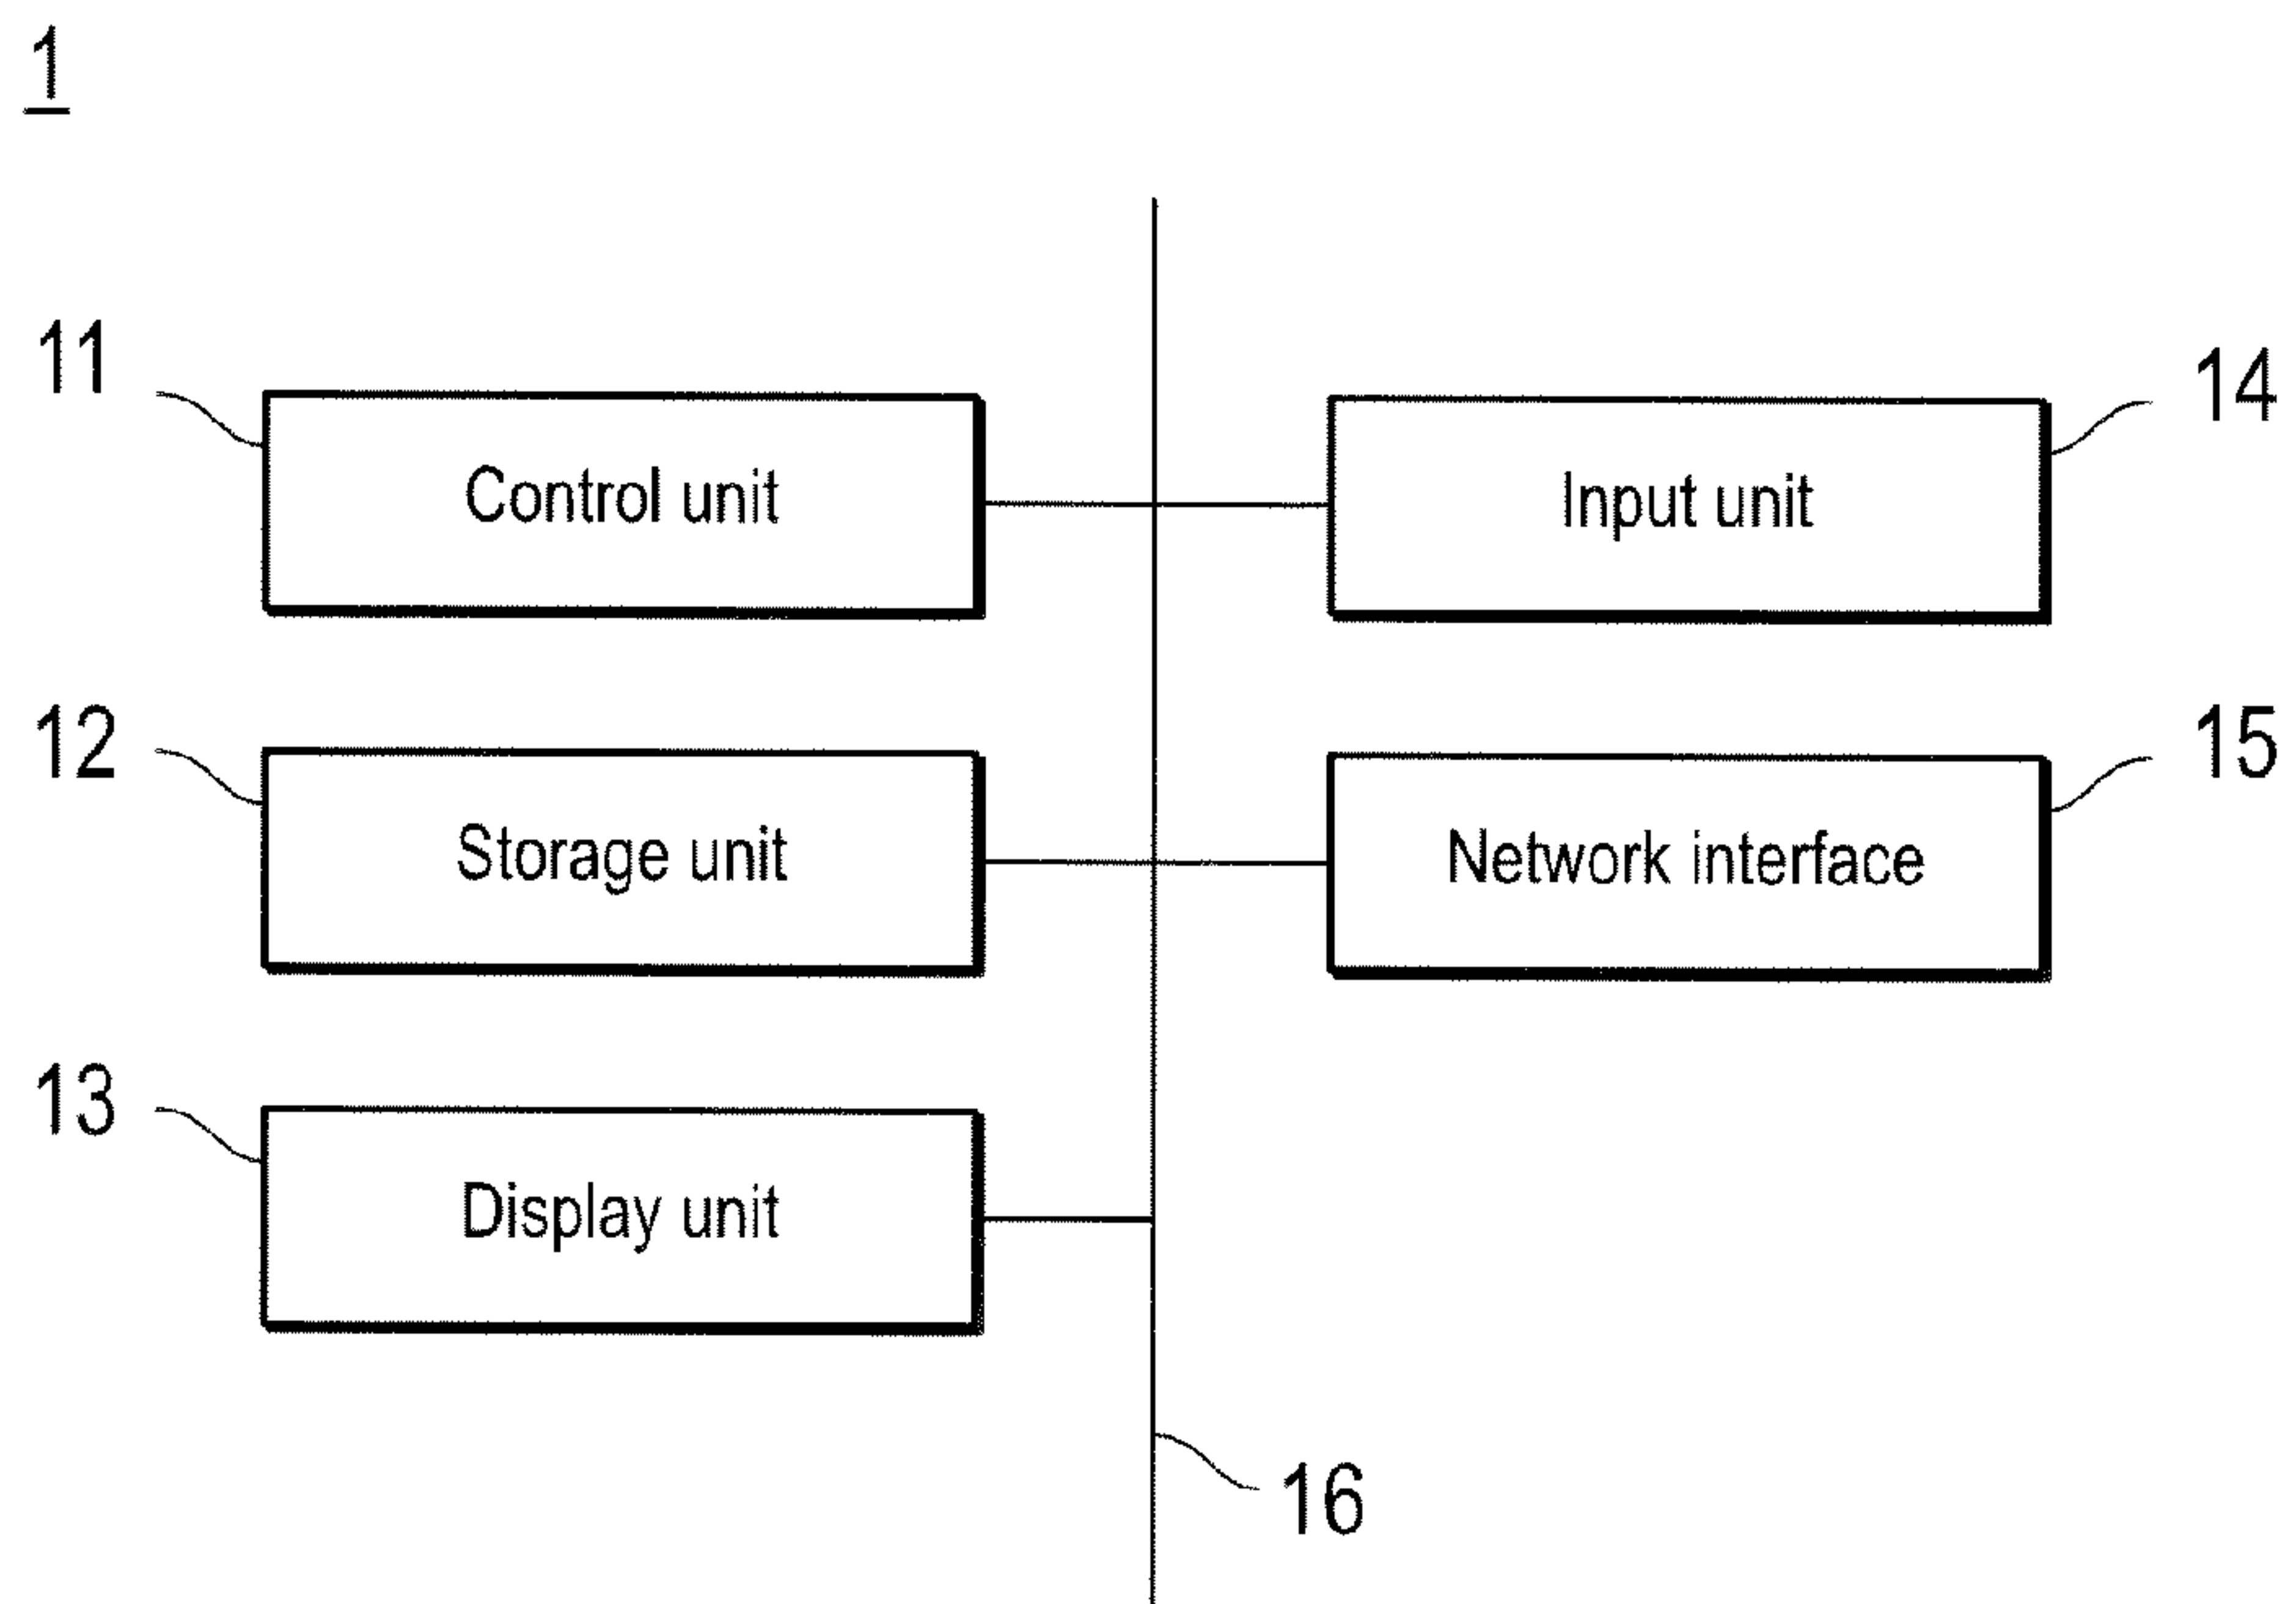 1
11
Control unit
14
Input unit
12
Storage unit
15
Network interface
13
Display unit
16